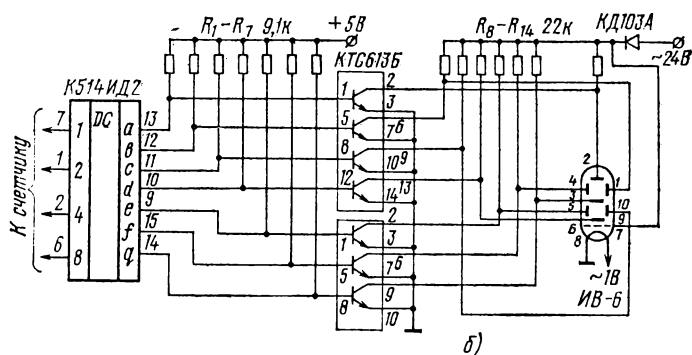 R1-R7 9,1к
+5В
R8-R14 22к
КД103А
~24В
КТС613Б
К514ИД2
К счетчику
7 1 DC a 13
в 12
1 2 c 11
d 10
2 4 e 9
f 15
6 8 q 14
1 2 3
5 7 6
8 10 9
12 14 13
1 2 3
5 7 6
8 9 10
2
4 1
3
5 10
9
6 7
8
~1В
ИВ-6
б)